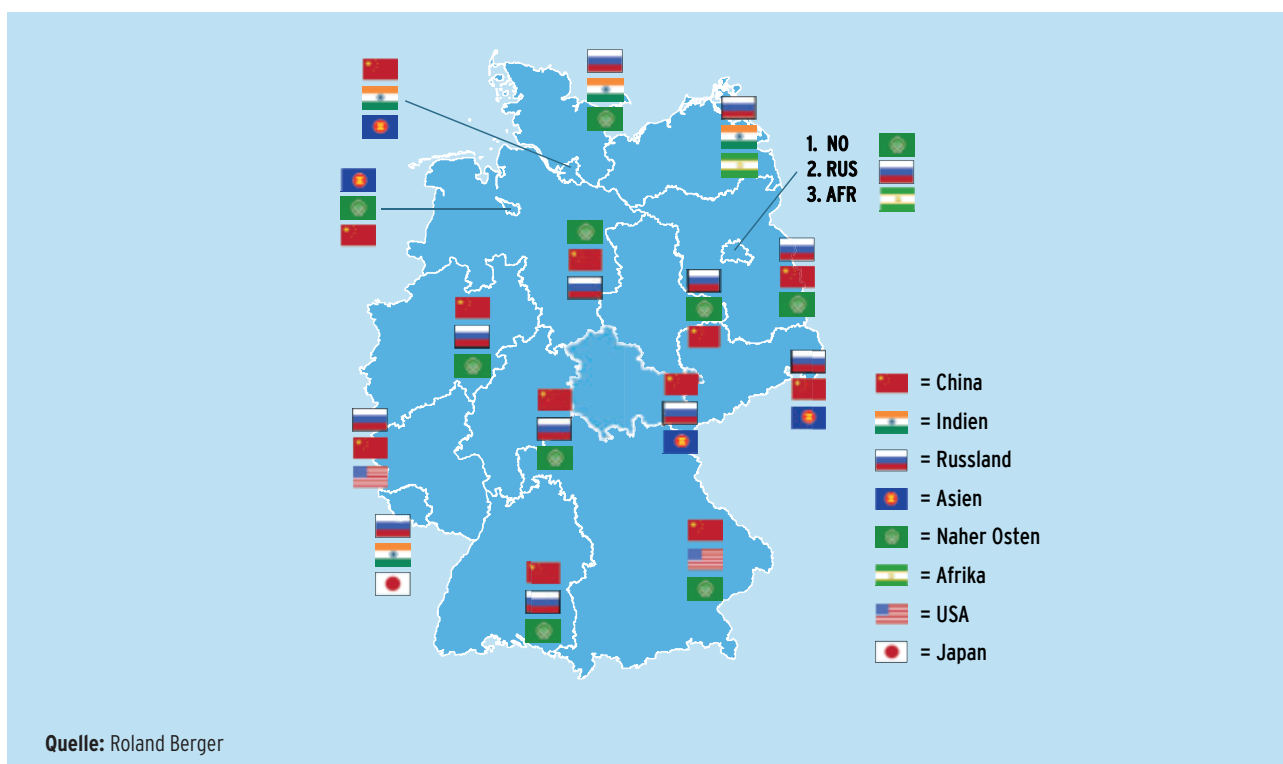 1. NO
2. RUS
3. AFR
= China
= Indien
= Russland
= Asien
= Naher Osten
= Afrika
= USA
= Japan
Quelle: Roland Berger